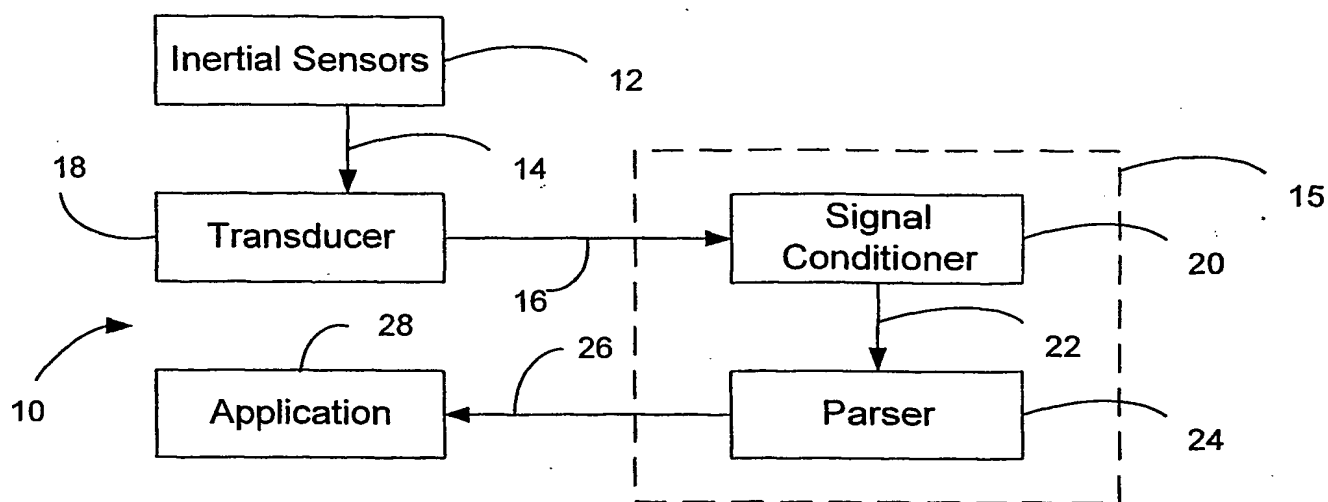 Inertial Sensors
12
14
18
15
Transducer
Signal
Conditioner
20
16
28
26
22
10
Application
Parser
24